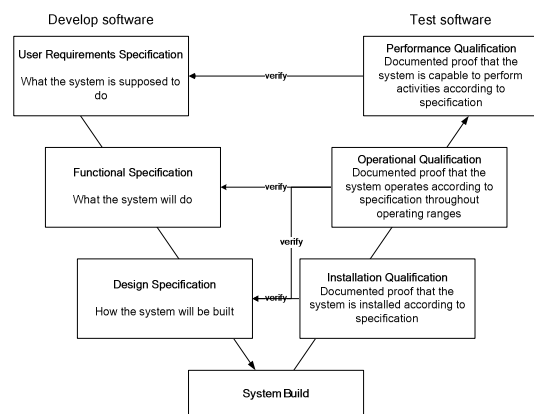 Develop software
Test software
User Requirements Specification
What the system is supposed to
do
Performance Qualification
Documented proof that the
system is capable to perform
activities according to
specification
verify
Functional Specification
What the system will do
Operational Qualification
Documented proof that the
system operates according to
specification throughout
operating ranges
verify
verify
Design Specification
How the system will be built
Installation Qualification
Documented proof that the
system is installed according to
specification
verify
System Build